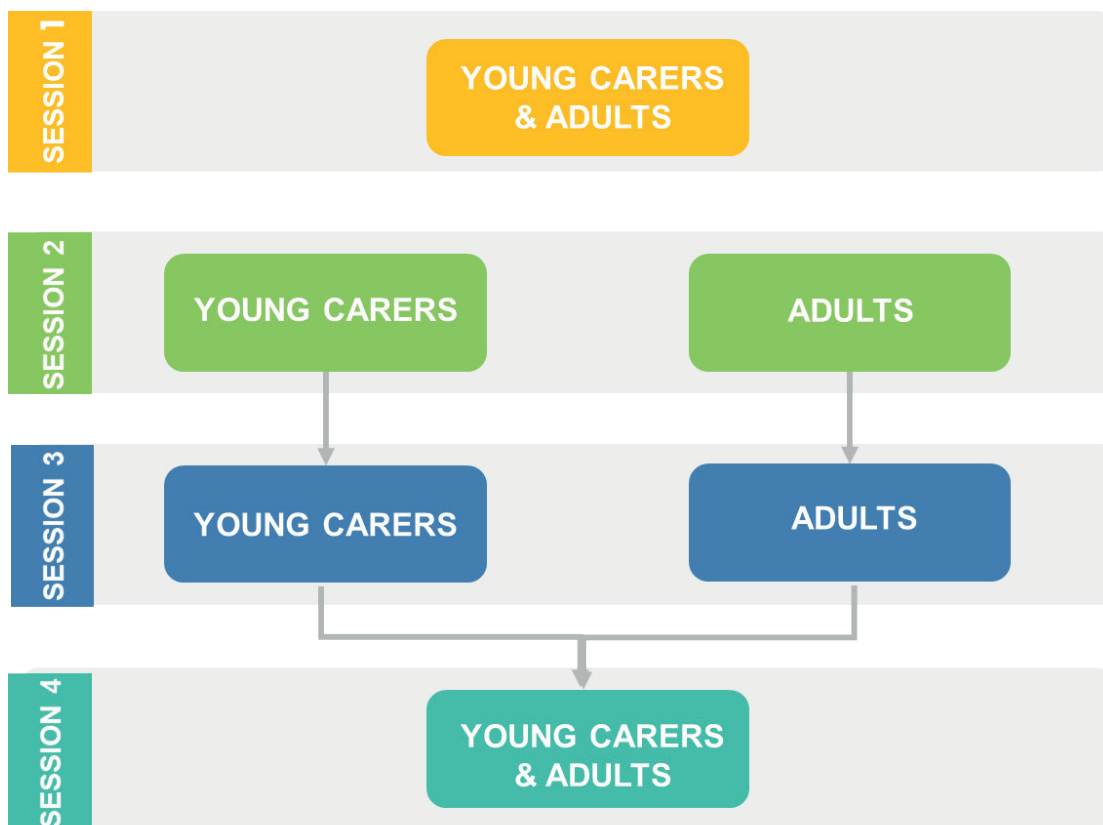 SESSION 1
YOUNG CARERS
& ADULTS
SESSION 2
YOUNG CARERS
ADULTS
SESSION 3
YOUNG CARERS
ADULTS
SESSION 4
YOUNG CARERS
& ADULTS